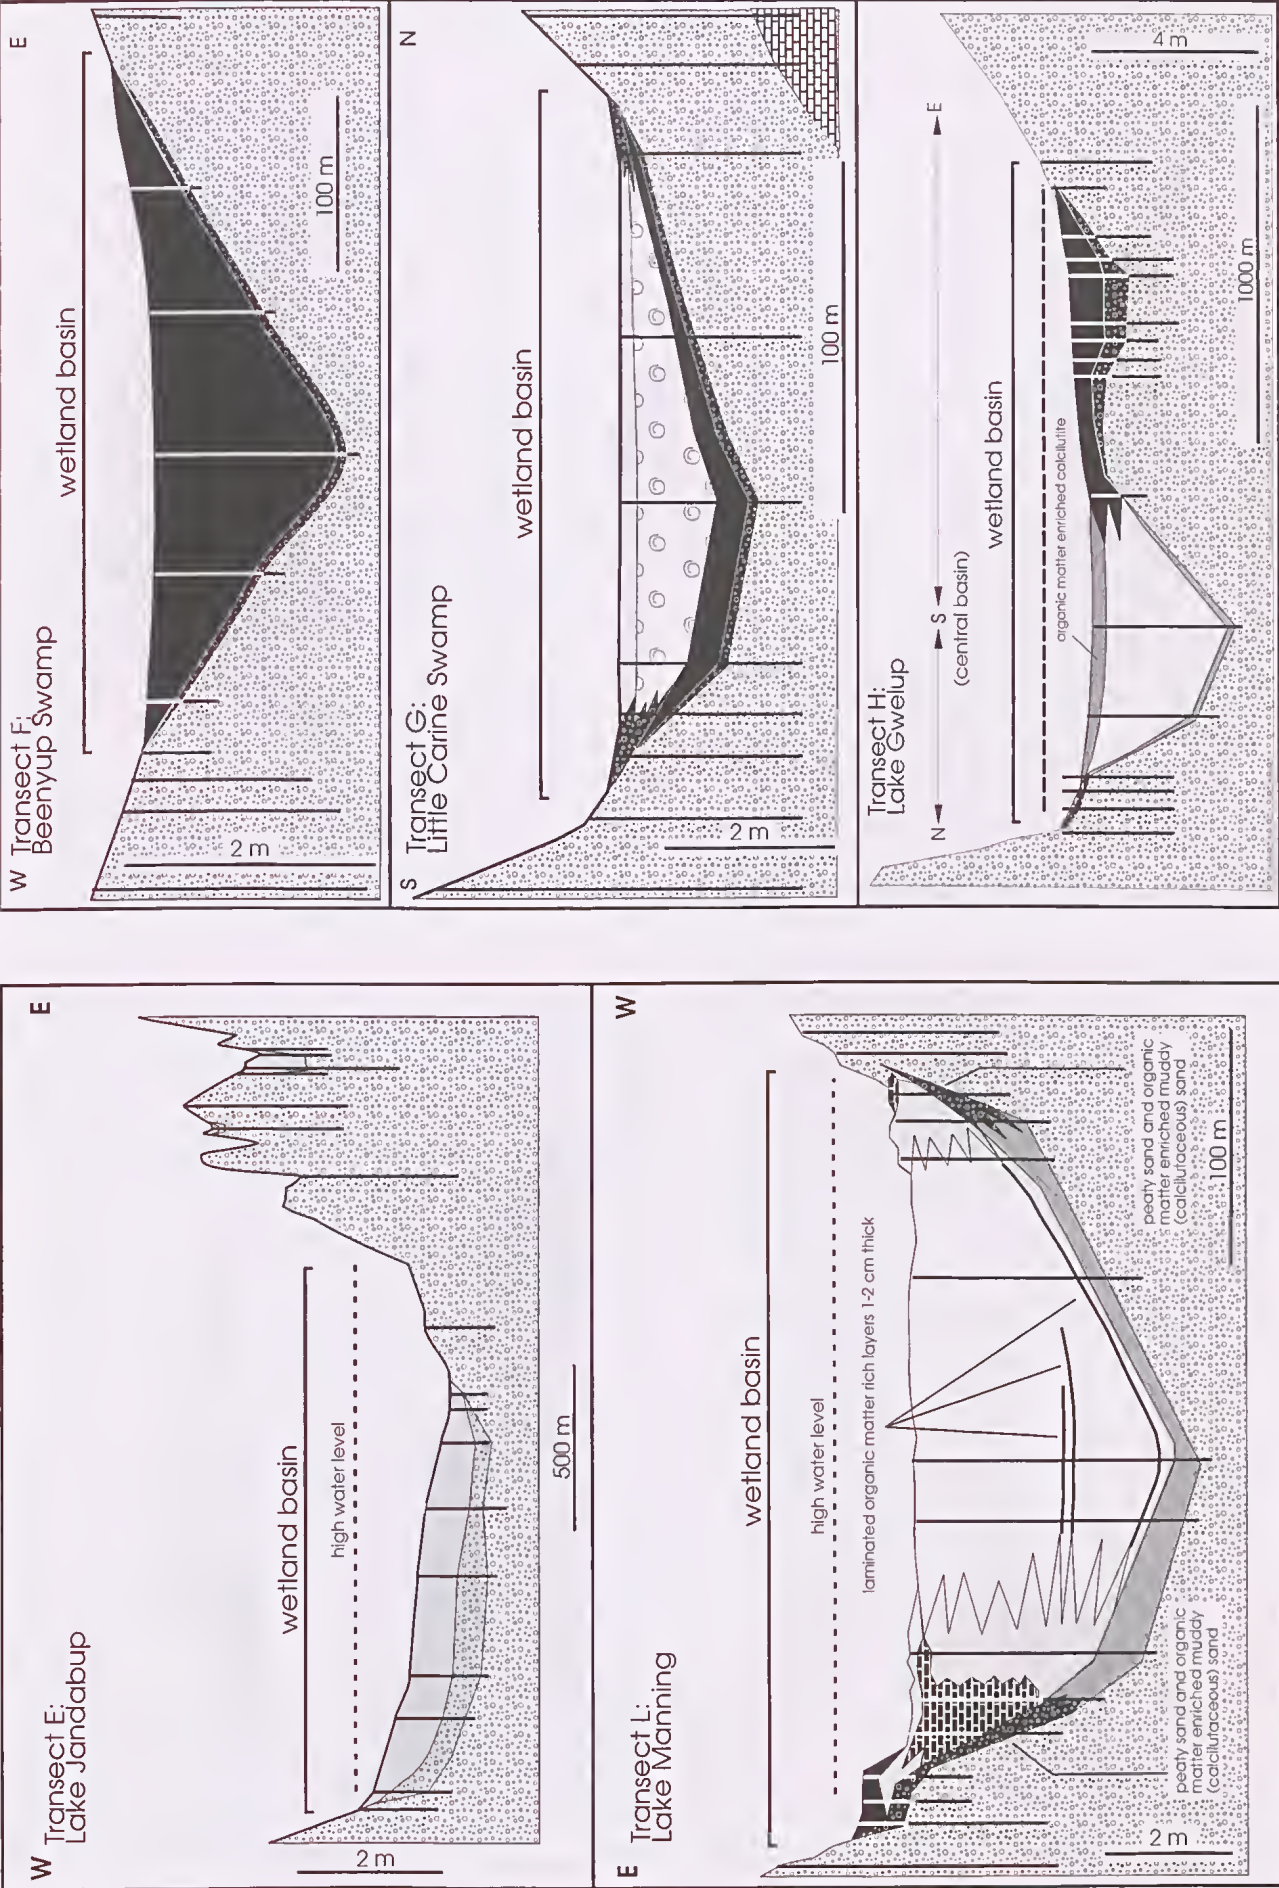 W Transect E:
Lake Jandabup
E
wetland basin
high water level
500 m
2 m
E Transect L:
Lake Manning
W
wetland basin
high water level
laminated organic matter rich layers 1-2 cm thick
peaty sand and organic
matter enriched muddy
(calcilutaceous) sand
peaty sand and organic
matter enriched muddy
(calcilutaceous) sand
100 m
2 m
W Transect F:
Beenyup Swamp
E
wetland basin
100 m
2 m
S Transect G:
Little Carine Swamp
N
wetland basin
100 m
2 m
Transect H:
Lake Gwelup
N S E
(central basin)
wetland basin
organic matter enriched calcilutite
4 m
1000 m